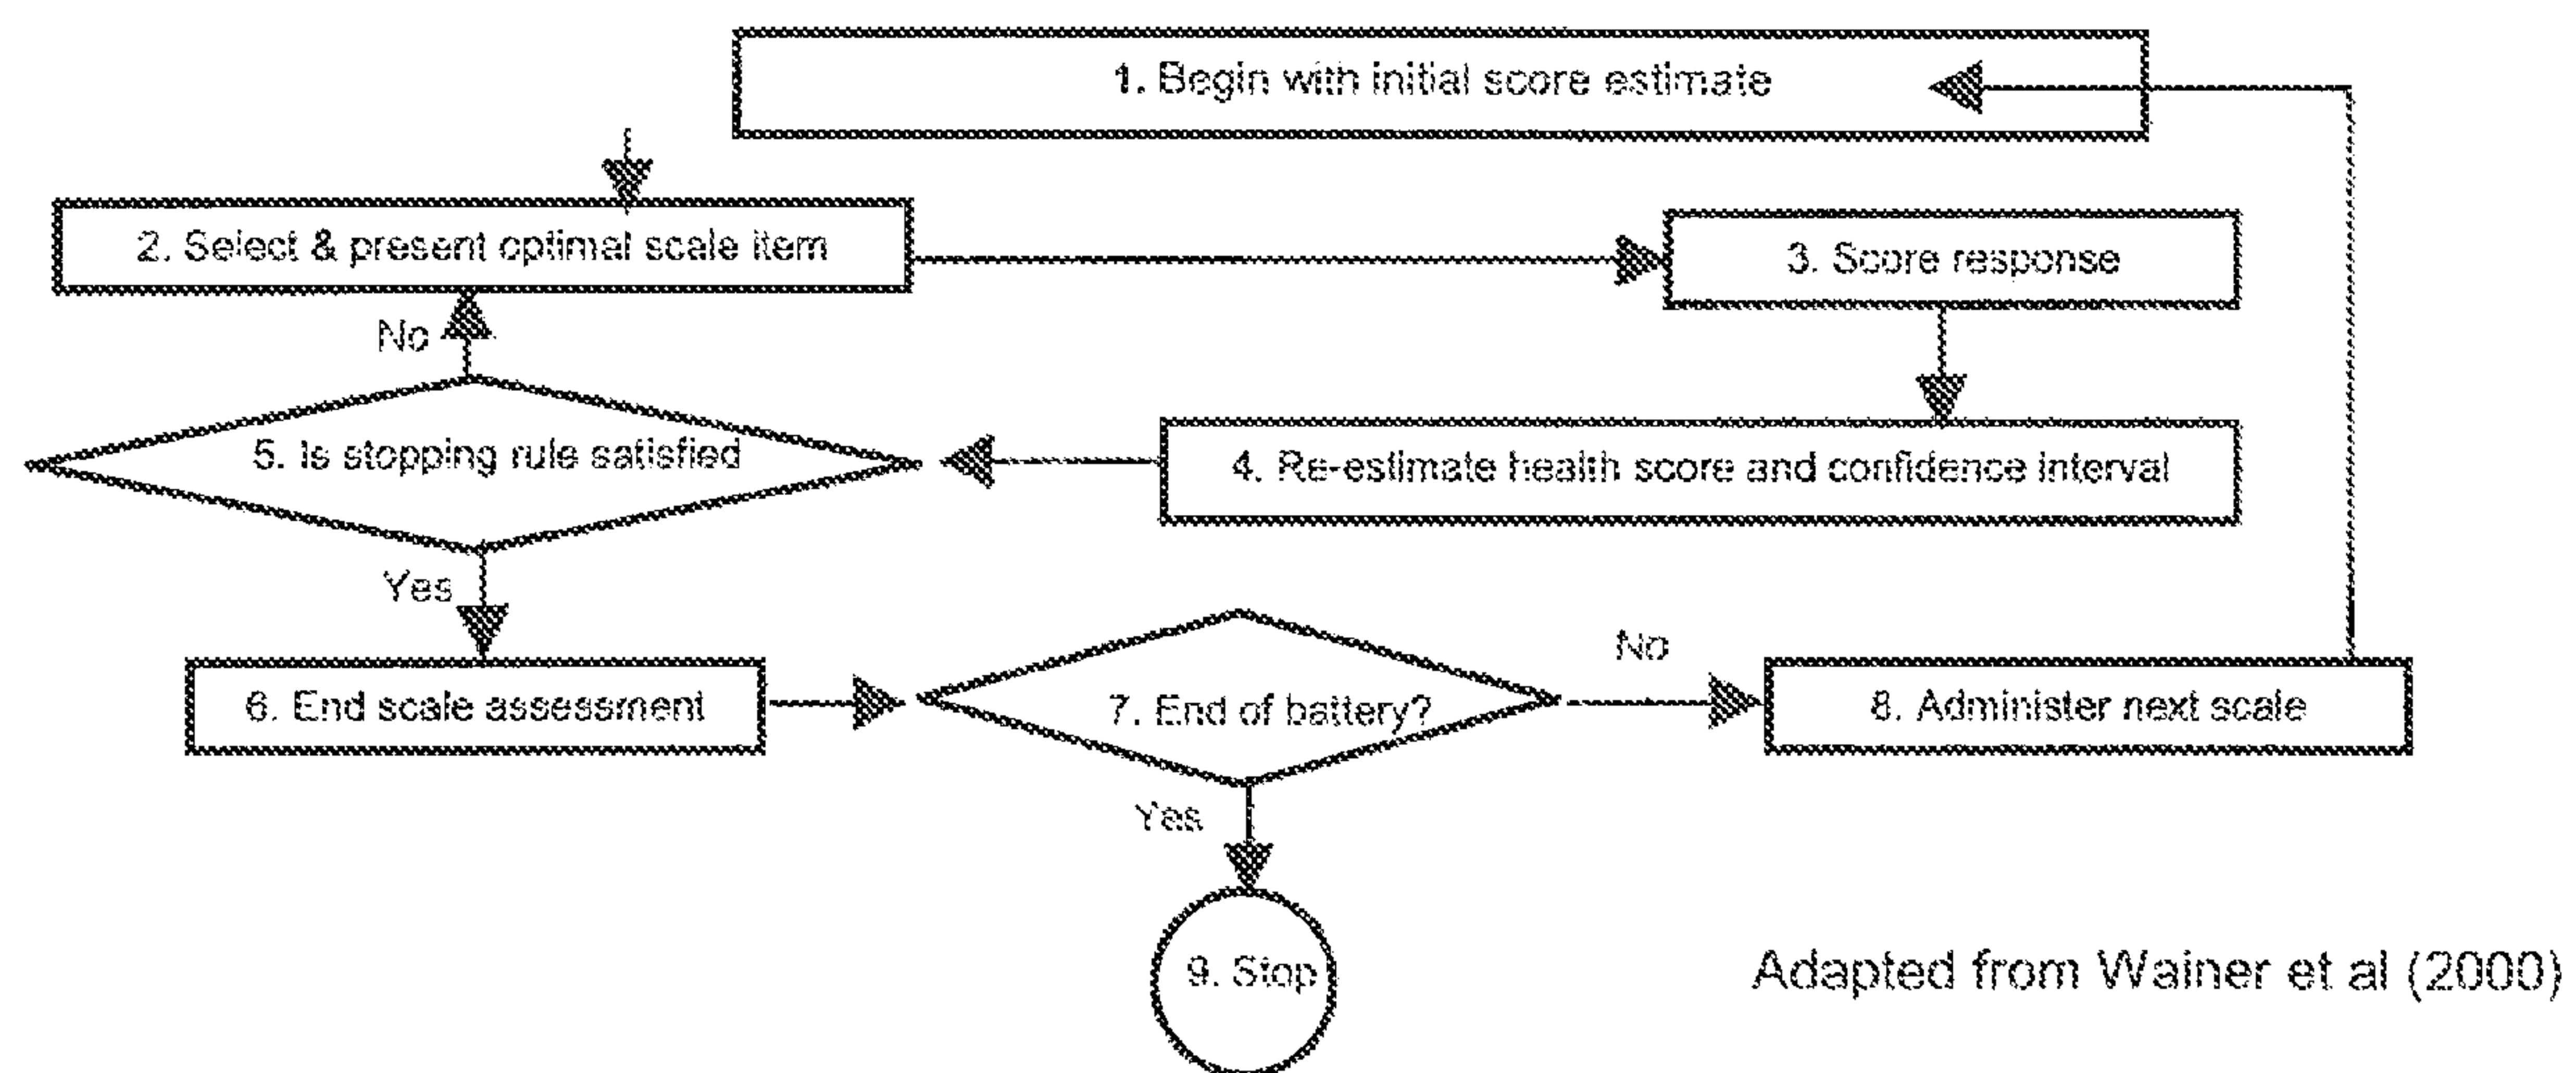 1. Begin with initial score estimate
2. Select & present optimal scale item
3. Score response
No
5. Is stopping rule satisfied
4. Re-estimate health score and confidence interval
Yes
No
6. End scale assessment
7. End of battery?
8. Administer next scale
Yes
9. Stop
Adapted from Wainer et al (2000)